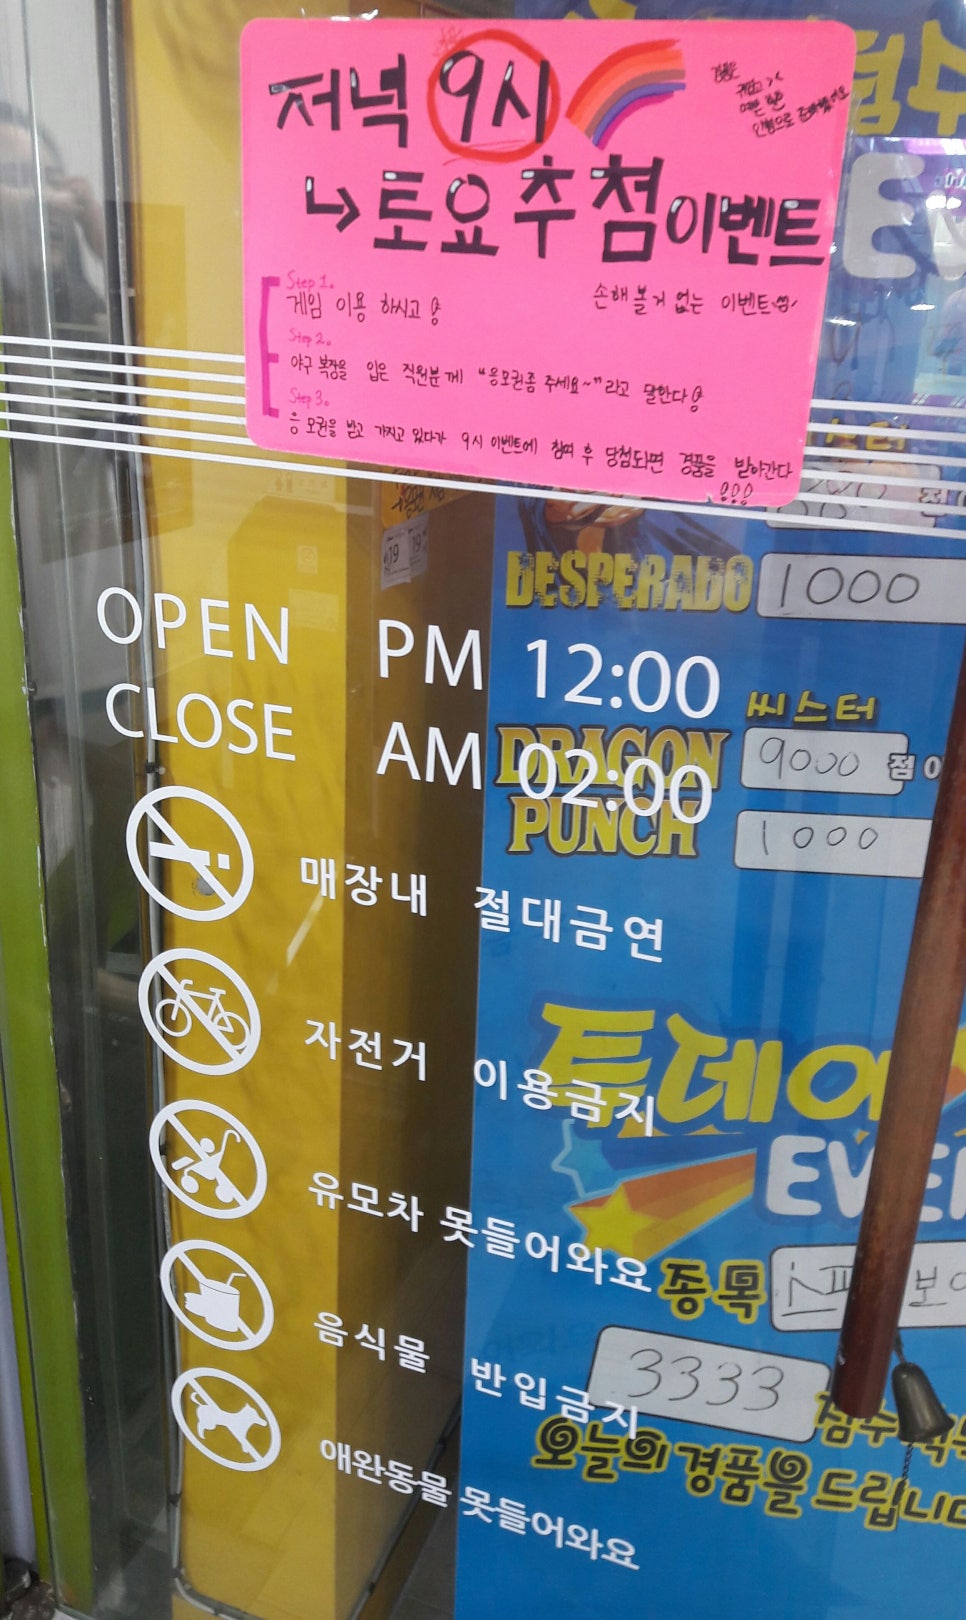 저녁 9시
↳ 토요추첨이벤트
Step 1.
게임 이용 하시고!
손해 볼 거 없는 이벤트
Step 2.
야구 복장을 입은 직원분께 "응모권좀 주세요~"라고 말한다!
Step 3.
응모권을 받고 가지고 있다가 9시 이벤트에 참여 후 당첨되면 경품을 받아간다
!!!
DESPERADO 1000
OPEN PM 12:00
CLOSE AM 02:00
씨스터
DRAGON PUNCH
9000 점 이
1000
매장내 절대금연
자전거 이용금지
유모차 못들어와요
음식물 반입금지
애완동물 못들어와요
투데이
EVE
종목
3333 점수
오늘의 경품을 드립니다